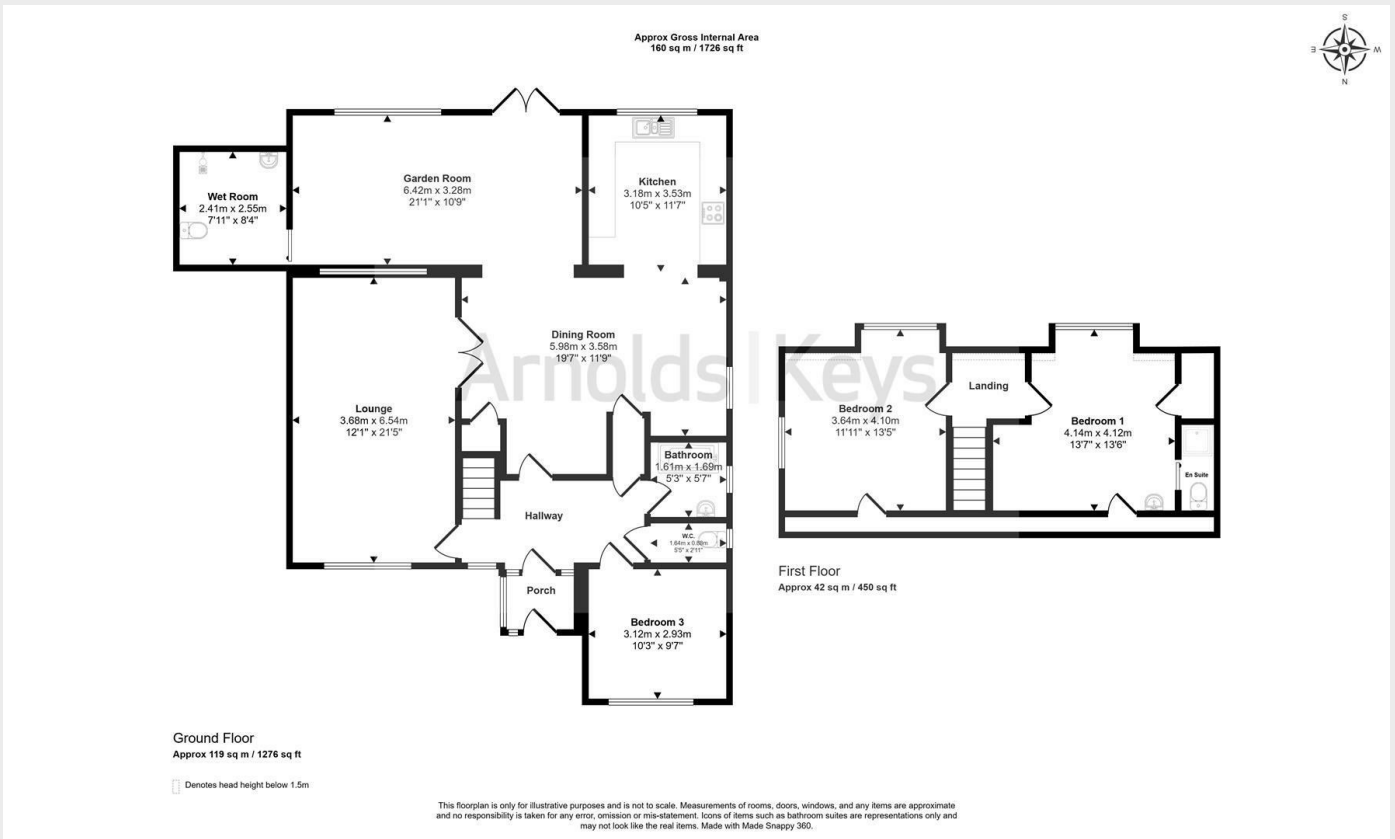 Approx Gross Internal Area
160 sq m / 1726 sq ft
S
E
W
N
Garden Room
6.42m x 3.28m
21'1" x 10'9"
Kitchen
3.18m x 3.53m
10'5" x 11'7"
Wet Room
2.41m x 2.55m
7'11" x 8'4"
Dining Room
5.98m x 3.58m
19'7" x 11'9"
Arnolds|Keys
Lounge
3.68m x 6.54m
12'1" x 21'5"
Bathroom
1.61m x 1.69m
5'3" x 5'7"
Hallway
W.C.
1.64m x 0.88m
5'5" x 2'11"
Porch
Bedroom 3
3.12m x 2.93m
10'3" x 9'7"
Landing
Bedroom 2
3.64m x 4.10m
11'11" x 13'5"
Bedroom 1
4.14m x 4.12m
13'7" x 13'6"
En Suite
First Floor
Approx 42 sq m / 450 sq ft
Ground Floor
Approx 119 sq m / 1276 sq ft
Denotes head height below 1.5m
This floorplan is only for illustrative purposes and is not to scale. Measurements of rooms, doors, windows, and any items are approximate
and no responsibility is taken for any error, omission or mis-statement. Icons of items such as bathroom suites are representations only and
may not look like the real items. Made with Made Snappy 360.